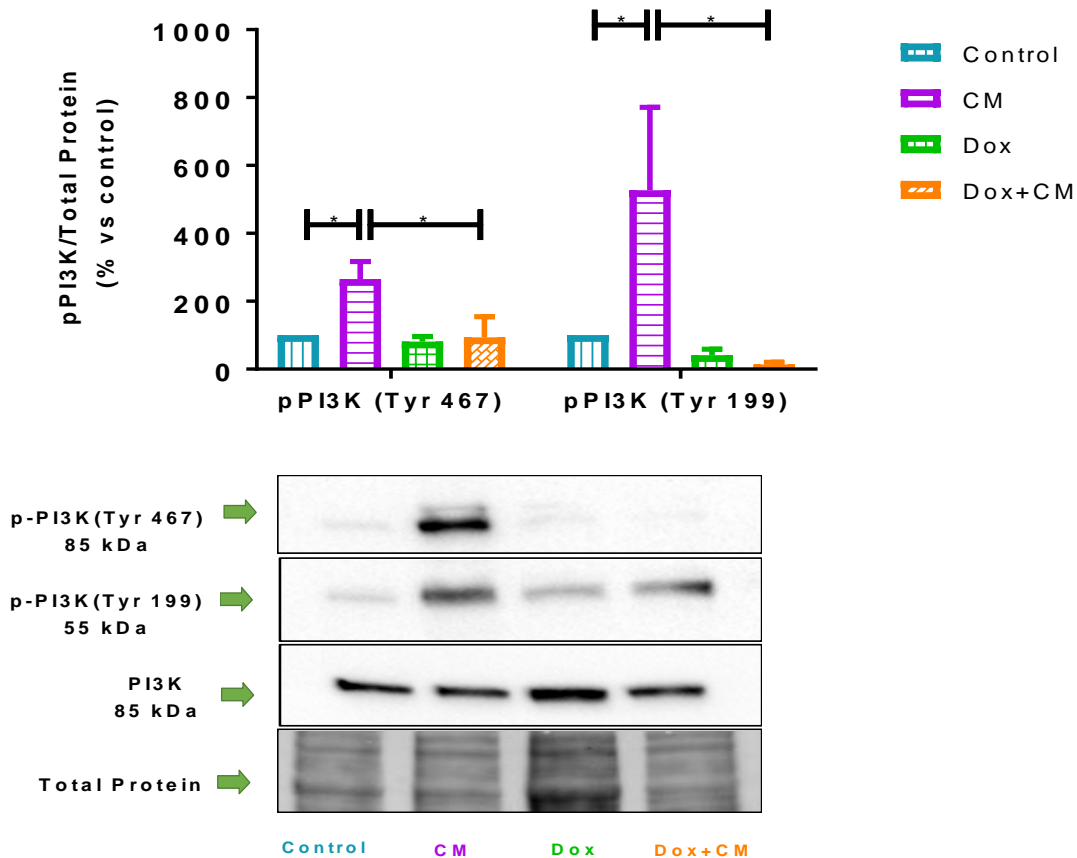 pPI3K/Total Protein
(% vs control)
1000
800
600
400
200
0
*
*
*
*
pPI3K (Tyr 467)
pPI3K (Tyr 199)
Control
CM
Dox
Dox+CM
p-PI3K(Tyr 467)
85 kDa
p-PI3K(Tyr 199)
55 kDa
PI3K
85 kDa
Total Protein
Control
CM
Dox
Dox+CM